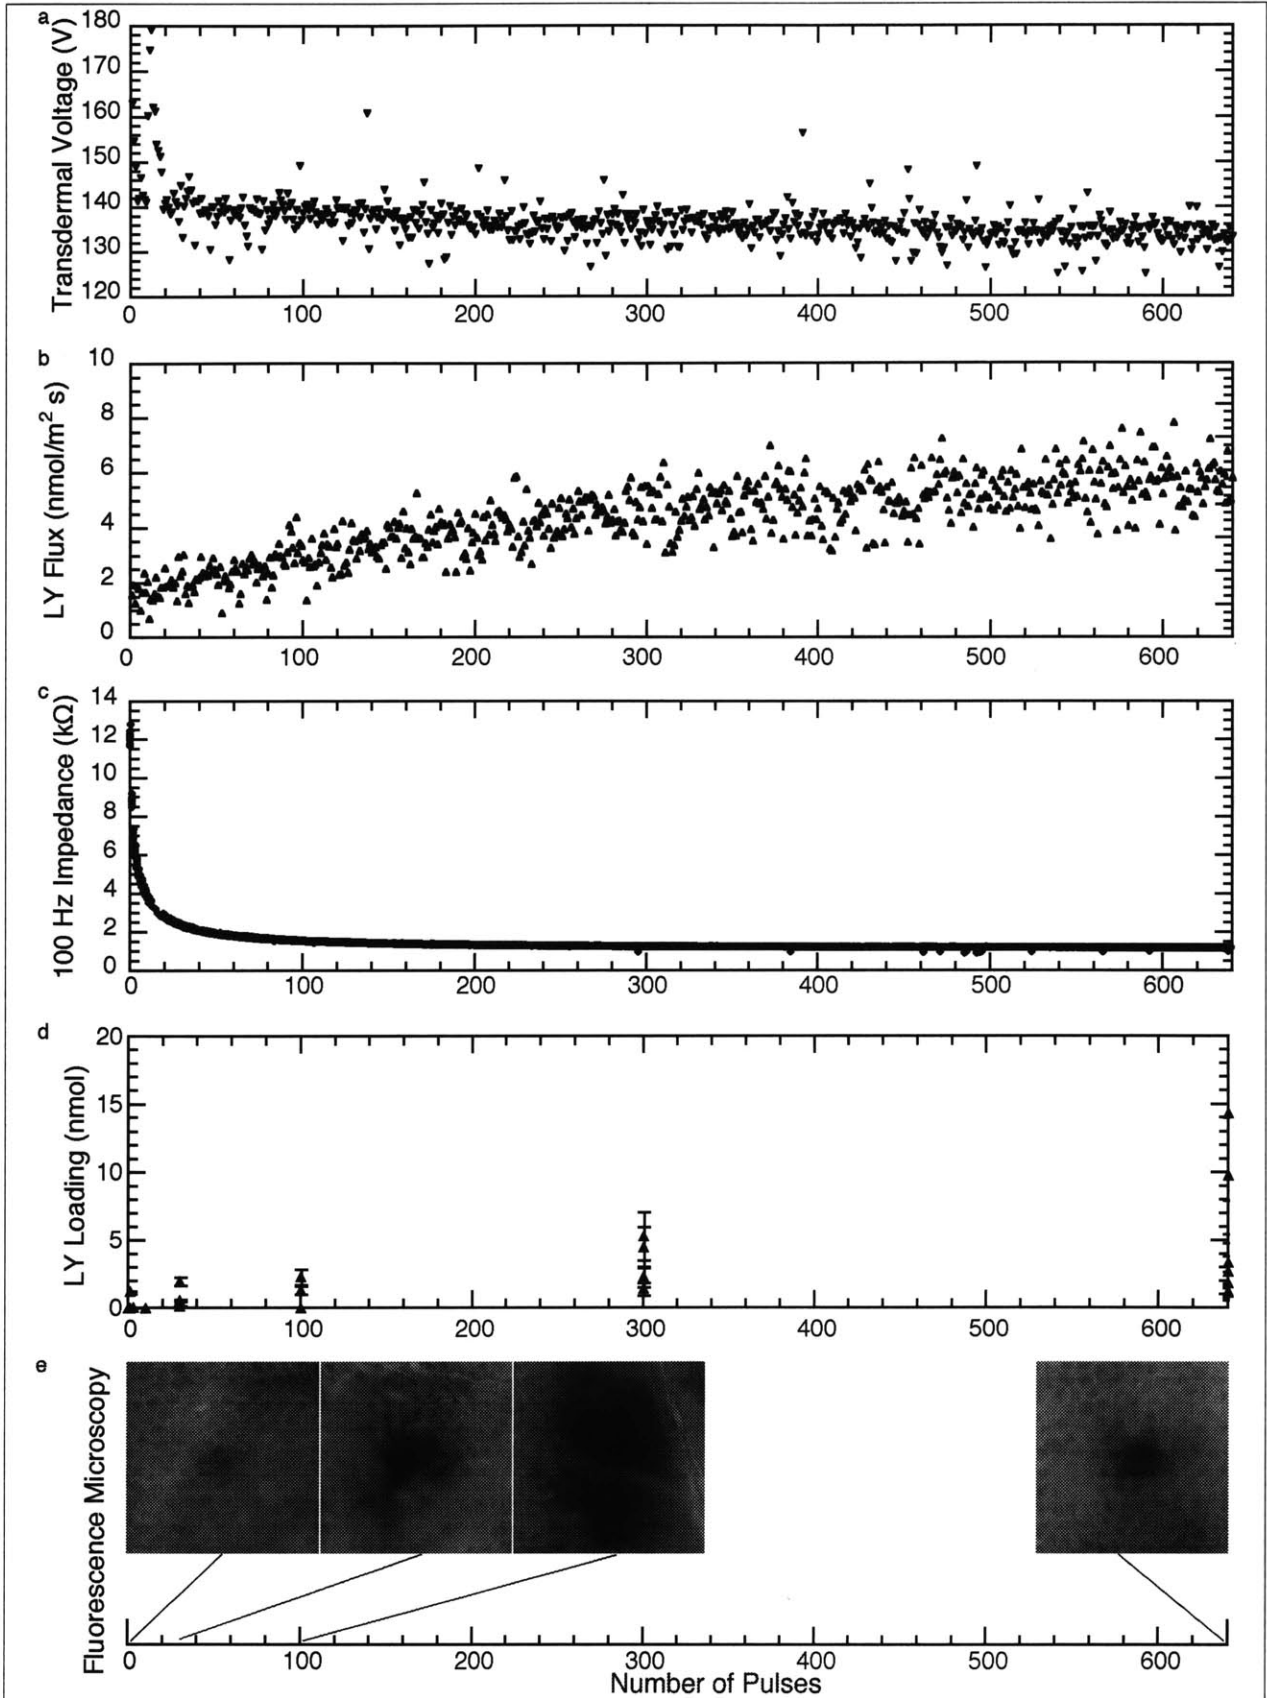 a
Transdermal Voltage (V)
180
170
160
150
140
130
120
0 100 200 300 400 500 600
b
LY Flux (nmol/m² s)
10
8
6
4
2
0
0 100 200 300 400 500 600
c
100 Hz Impedance (kΩ)
14
12
10
8
6
4
2
0
0 100 200 300 400 500 600
d
LY Loading (nmol)
20
15
10
5
0
0 100 200 300 400 500 600
e
Fluorescence Microscopy
0 100 200 300 400 500 600
Number of Pulses